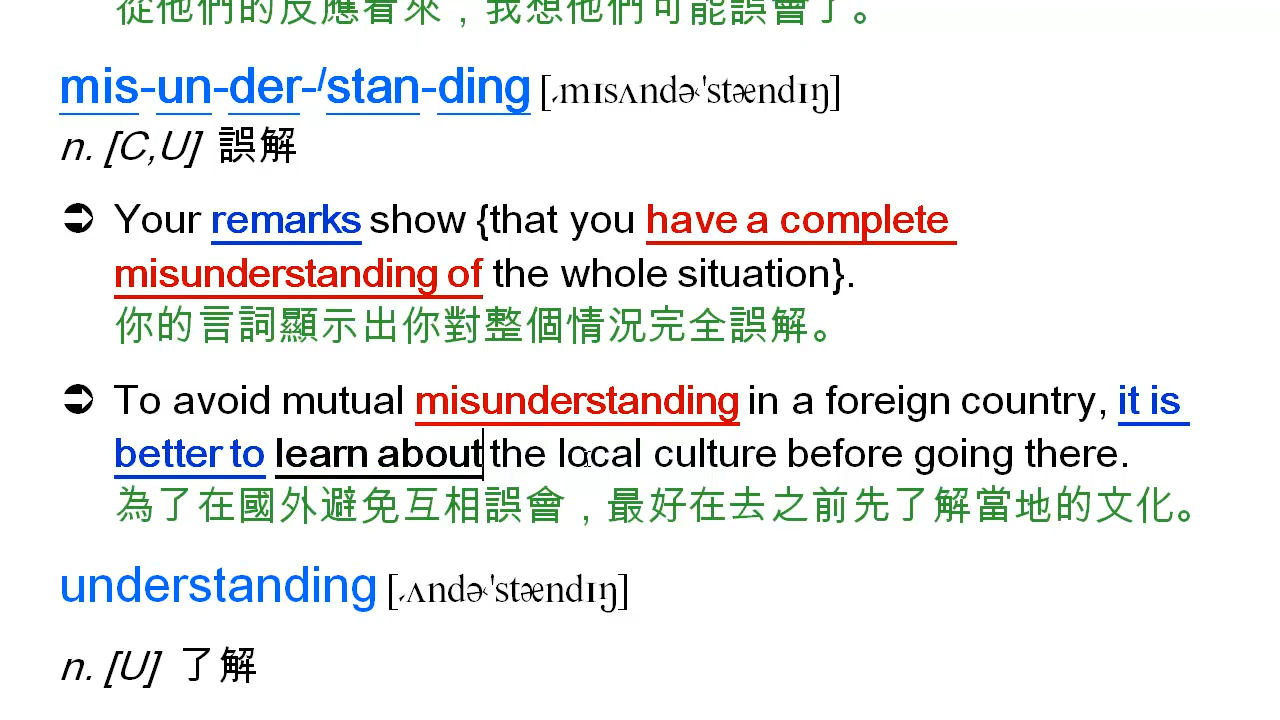 從他們的反應看來，我想他們可能誤會了。
mis-un-der-ˊstan-ding [ˏmɪsʌndɚˈstændɪŋ]
n. [C,U] 誤解
➲ Your remarks show {that you have a complete
misunderstanding of the whole situation}.
你的言詞顯示出你對整個情況完全誤解。
➲ To avoid mutual misunderstanding in a foreign country, it is
better to learn about the local culture before going there.
為了在國外避免互相誤會，最好在去之前先了解當地的文化。
understanding [ˏʌndɚˈstændɪŋ]
n. [U] 了解